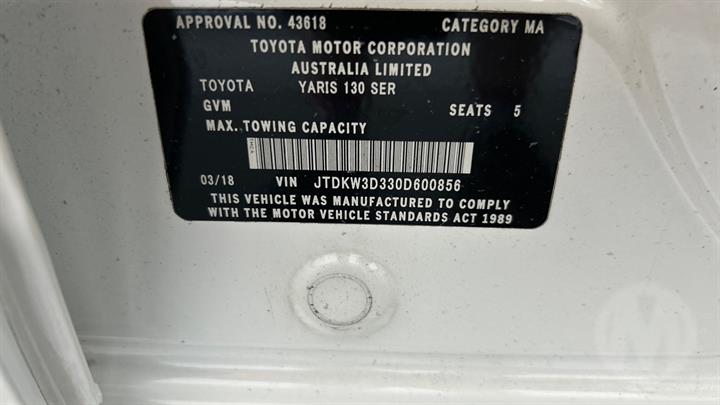 APPROVAL NO. 43618 CATEGORY MA
TOYOTA MOTOR CORPORATION
AUSTRALIA LIMITED
TOYOTA YARIS 130 SER
GVM SEATS 5
MAX. TOWING CAPACITY
03/18 VIN JTDKW3D330D600856
THIS VEHICLE WAS MANUFACTURED TO COMPLY
WITH THE MOTOR VEHICLE STANDARDS ACT 1989
M